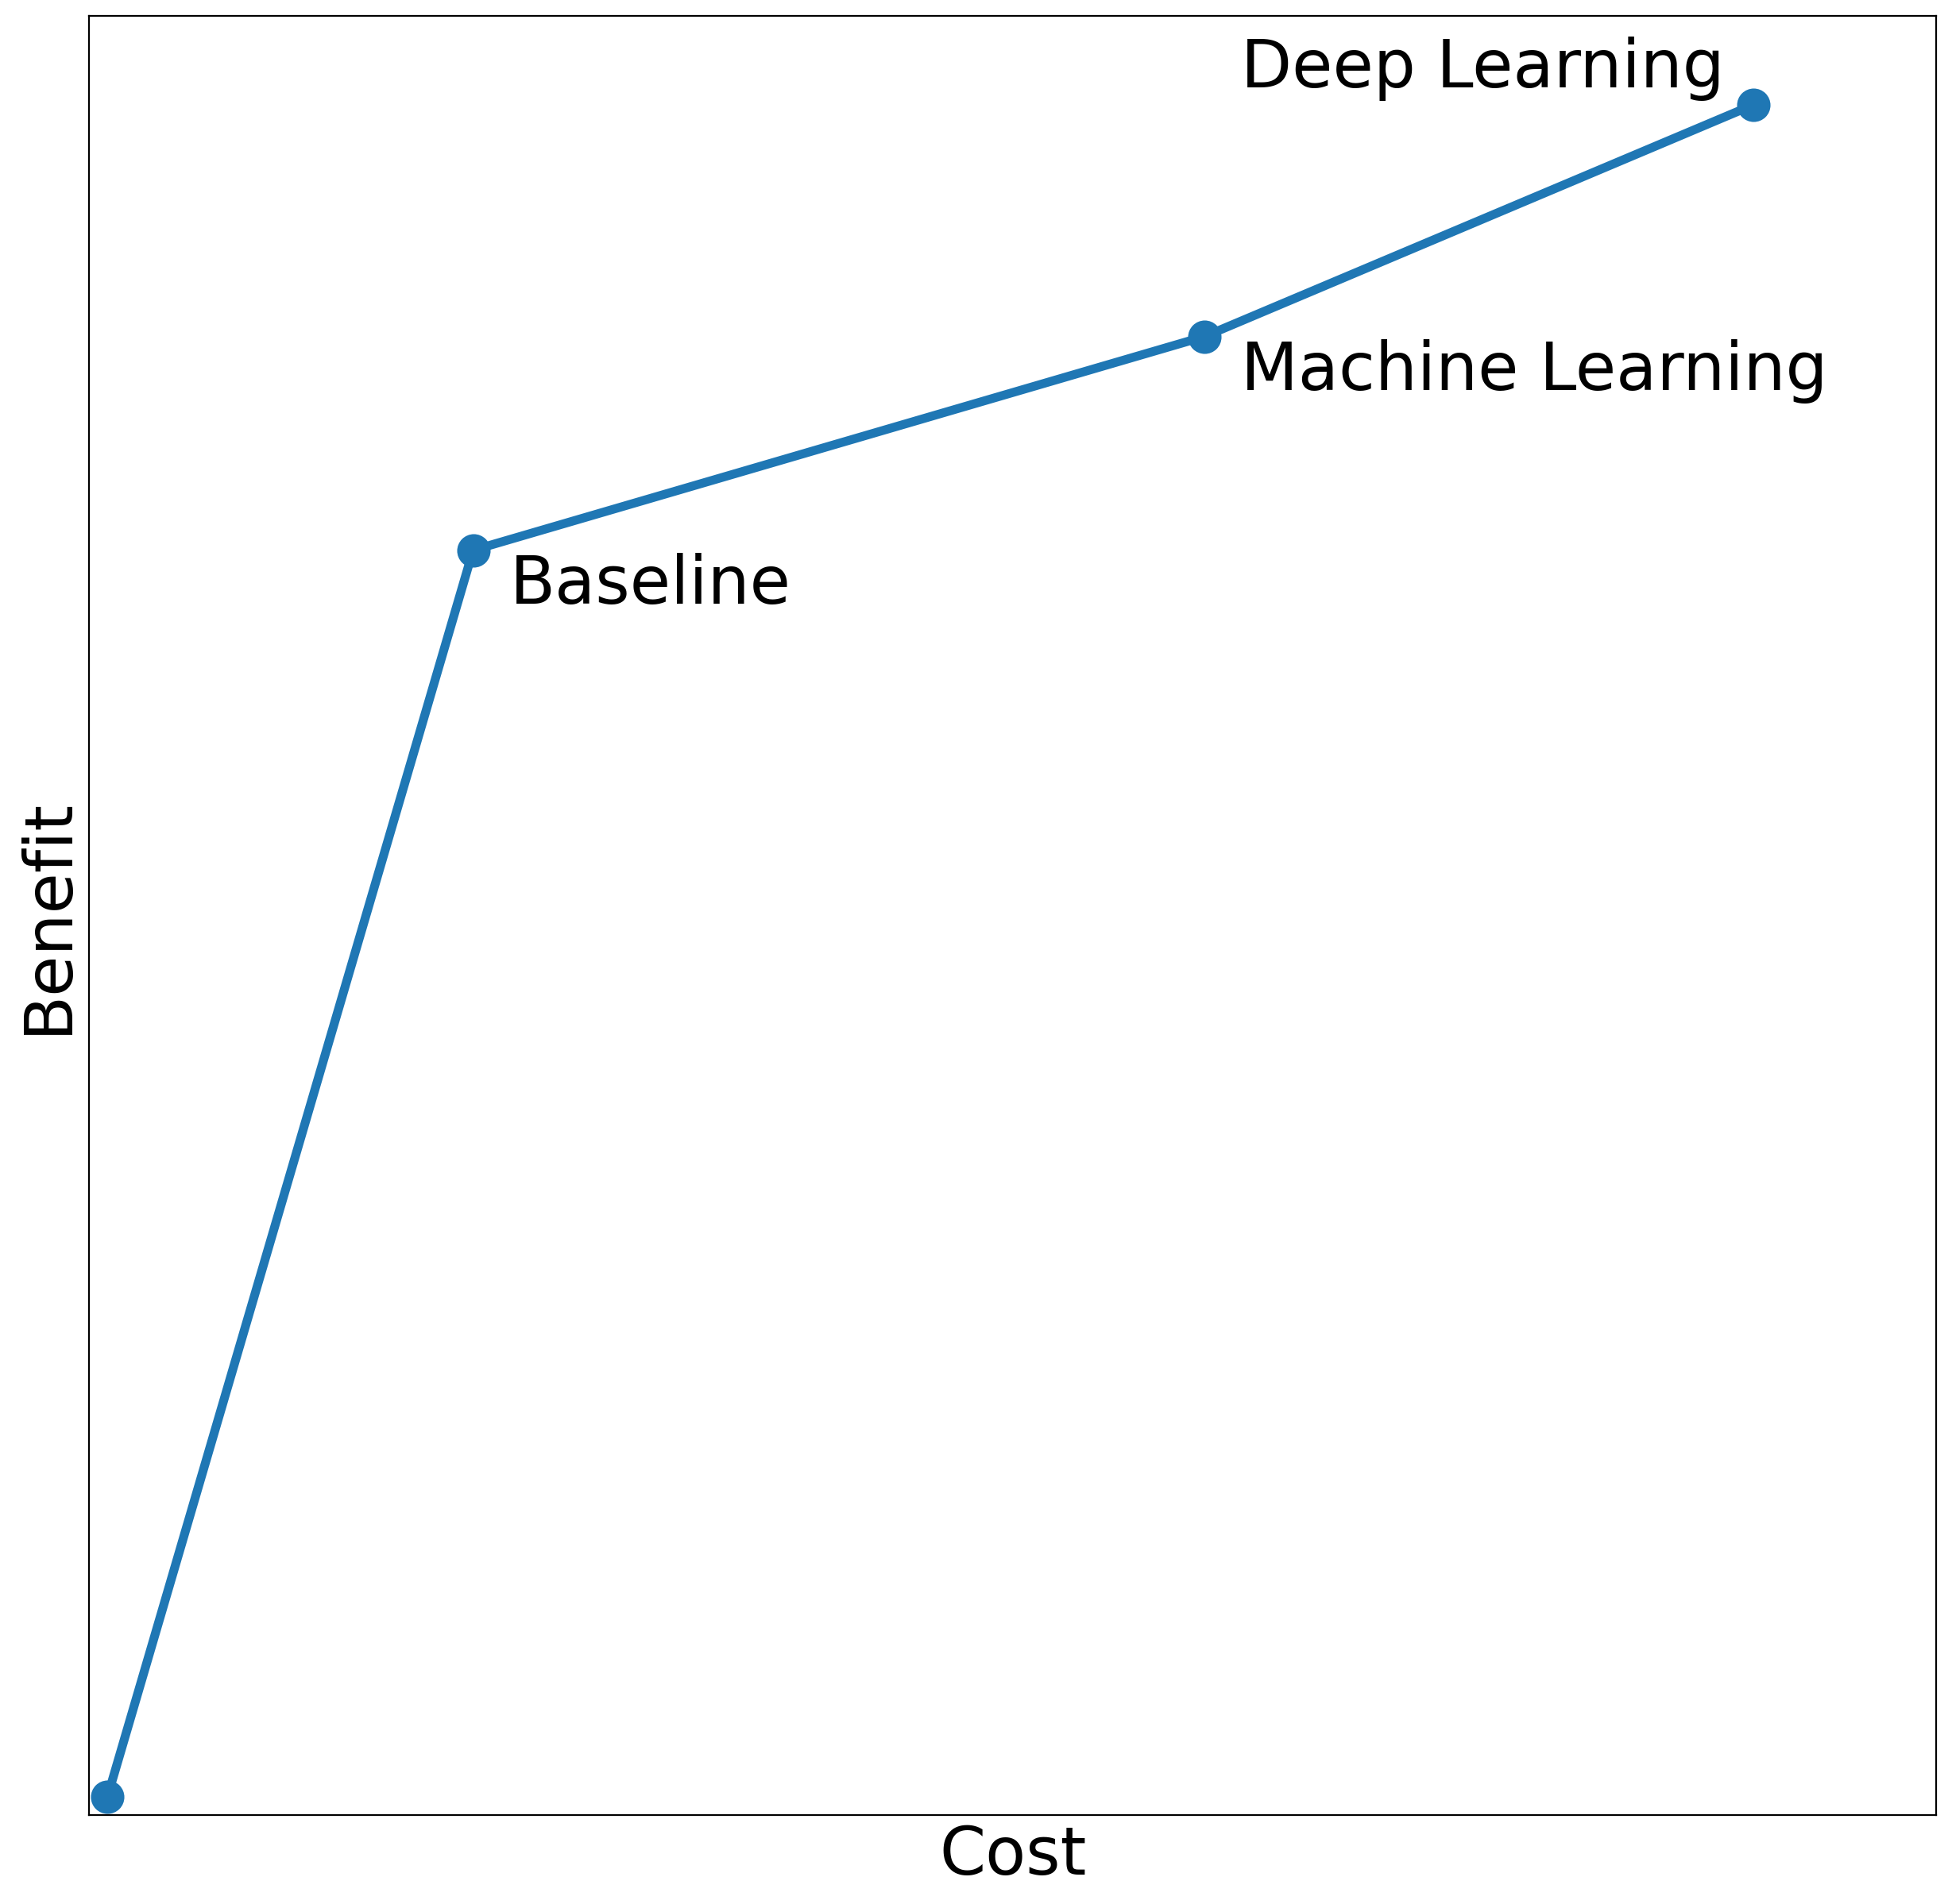 Deep Learning
Machine Learning
Baseline
Benefit
Cost